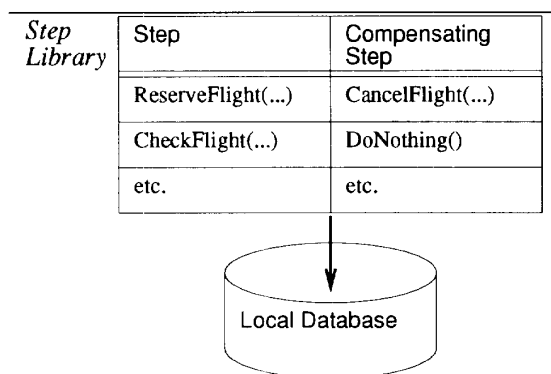 Step Library
Step
Compensating Step
ReserveFlight(...)
CancelFlight(...)
CheckFlight(...)
DoNothing()
etc.
etc.
Local Database